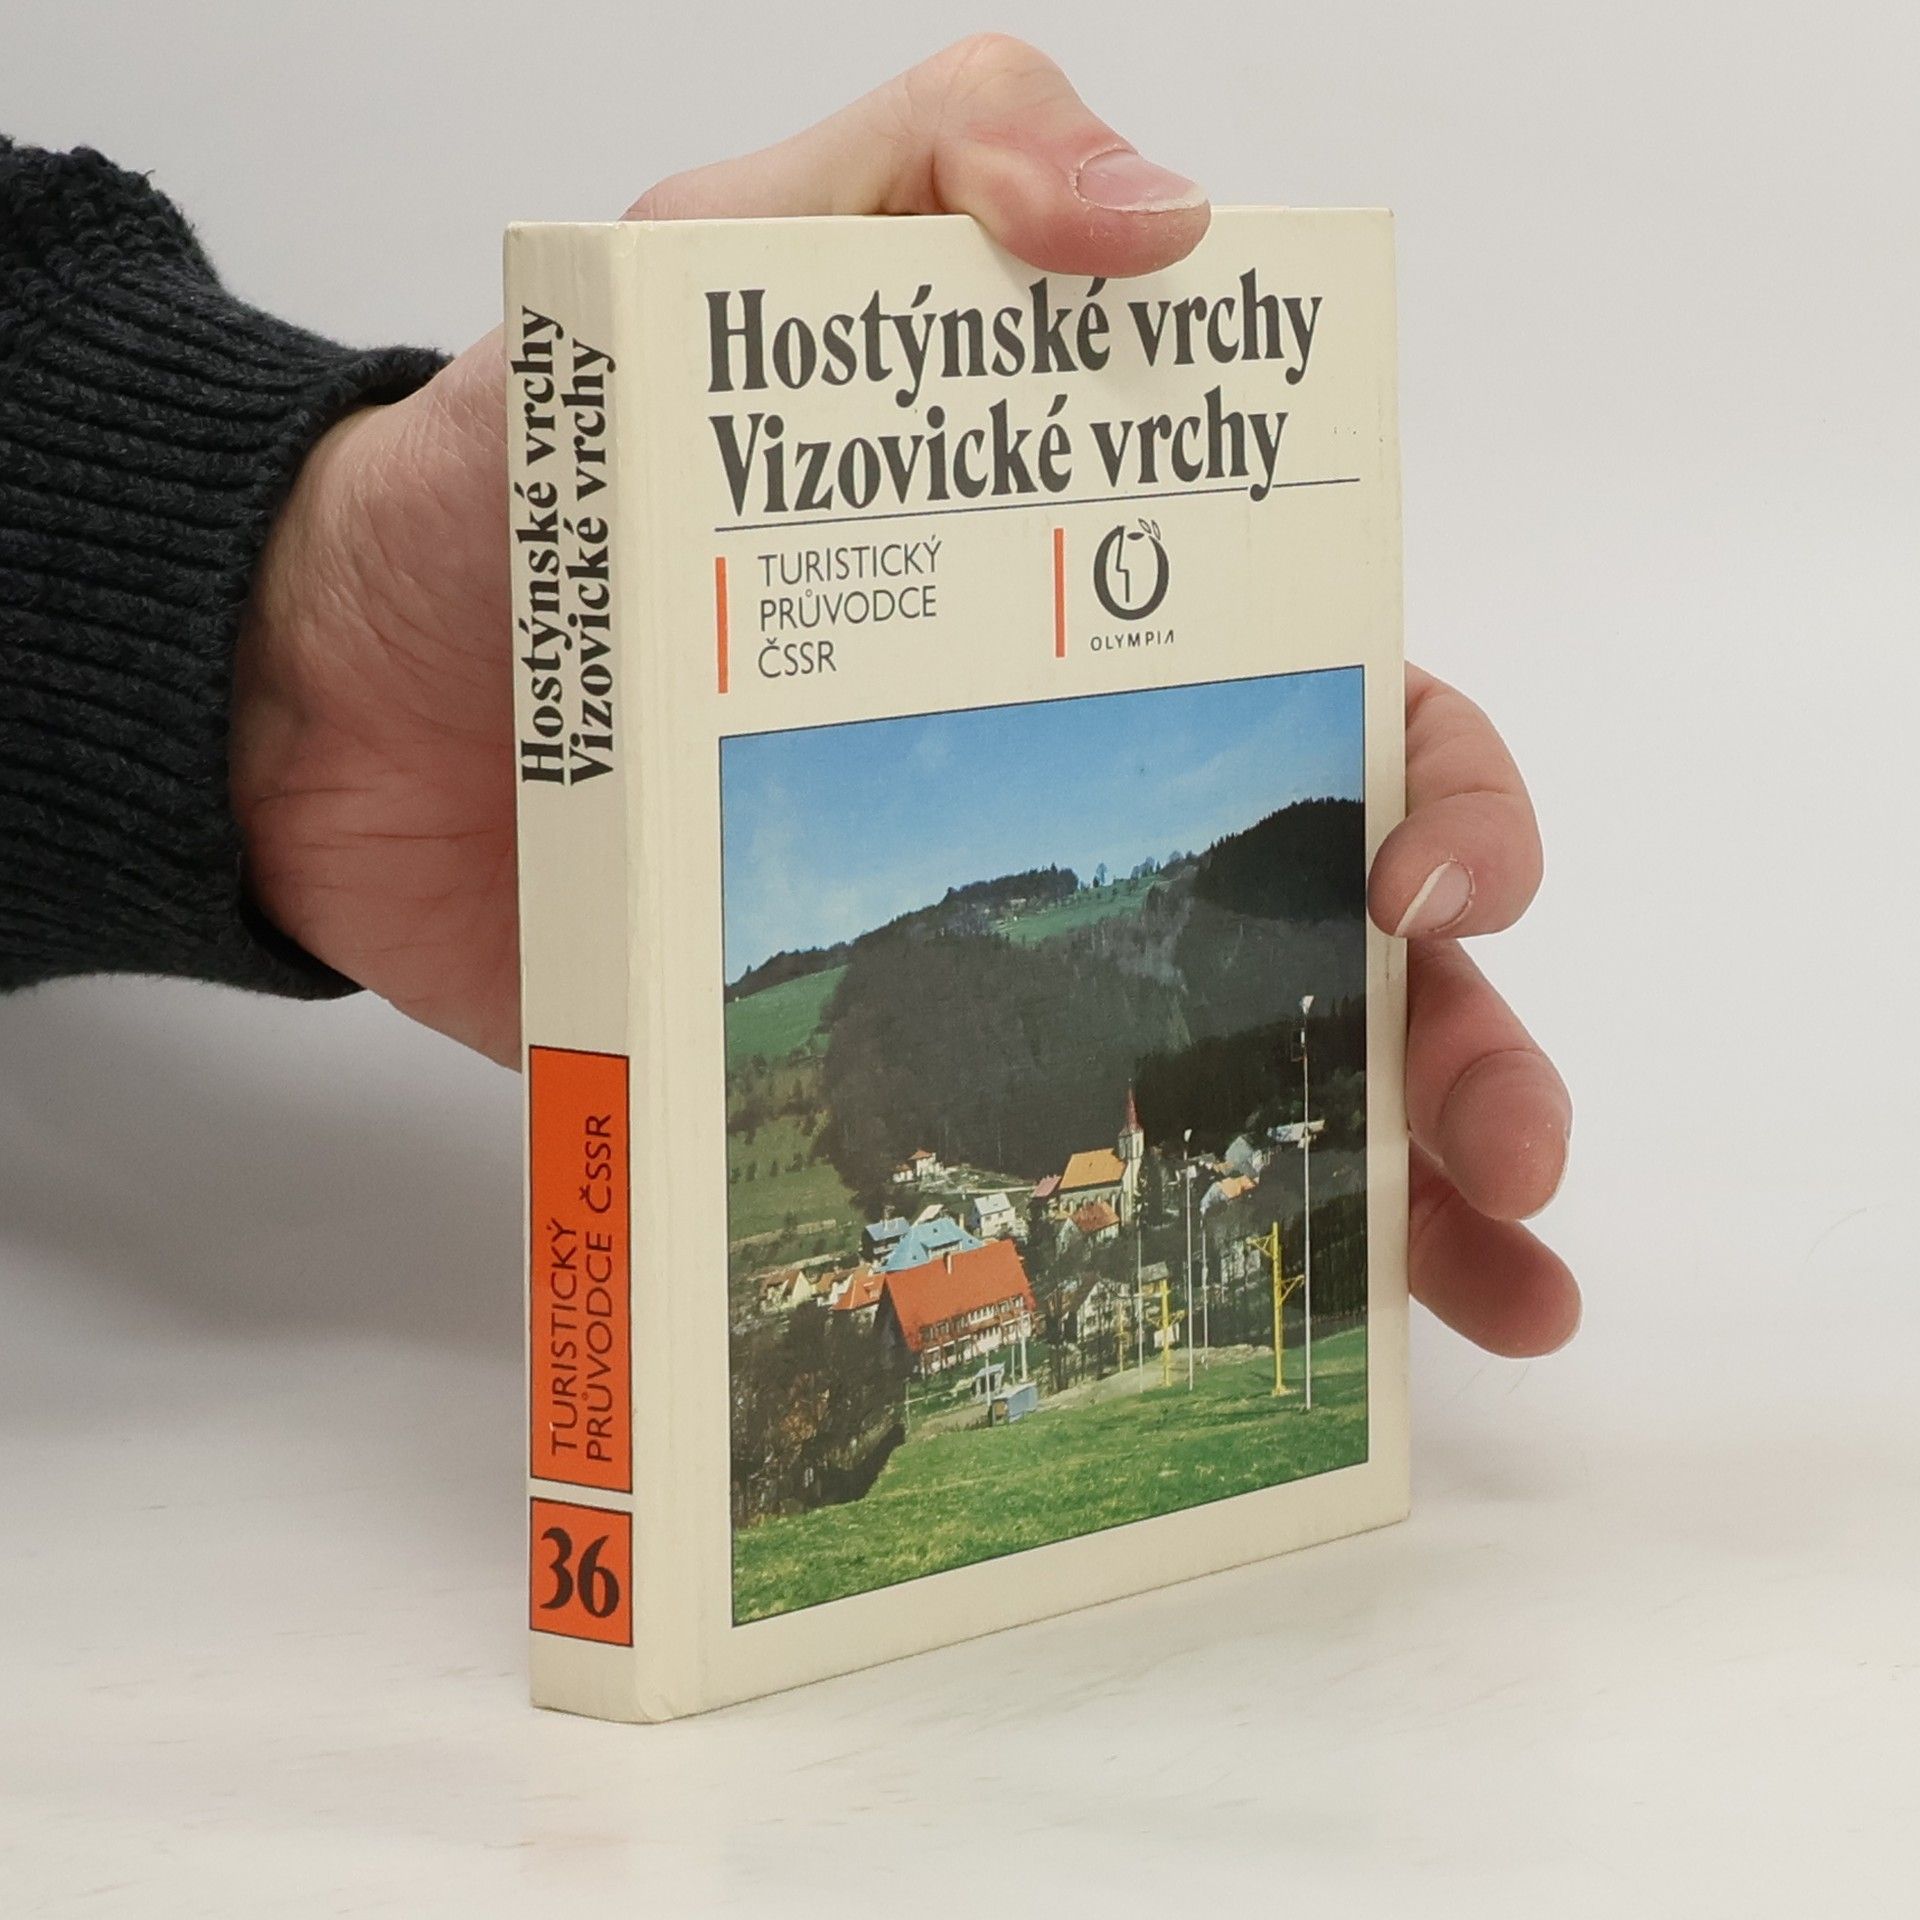 Hostýnské vrchy
Vizovické vrchy
TURISTICKÝ
PRŮVODCE
ČSSR
OLYMPIA
Hostýnské vrchy
Vizovické vrchy
TURISTICKÝ
PRŮVODCE ČSSR
36